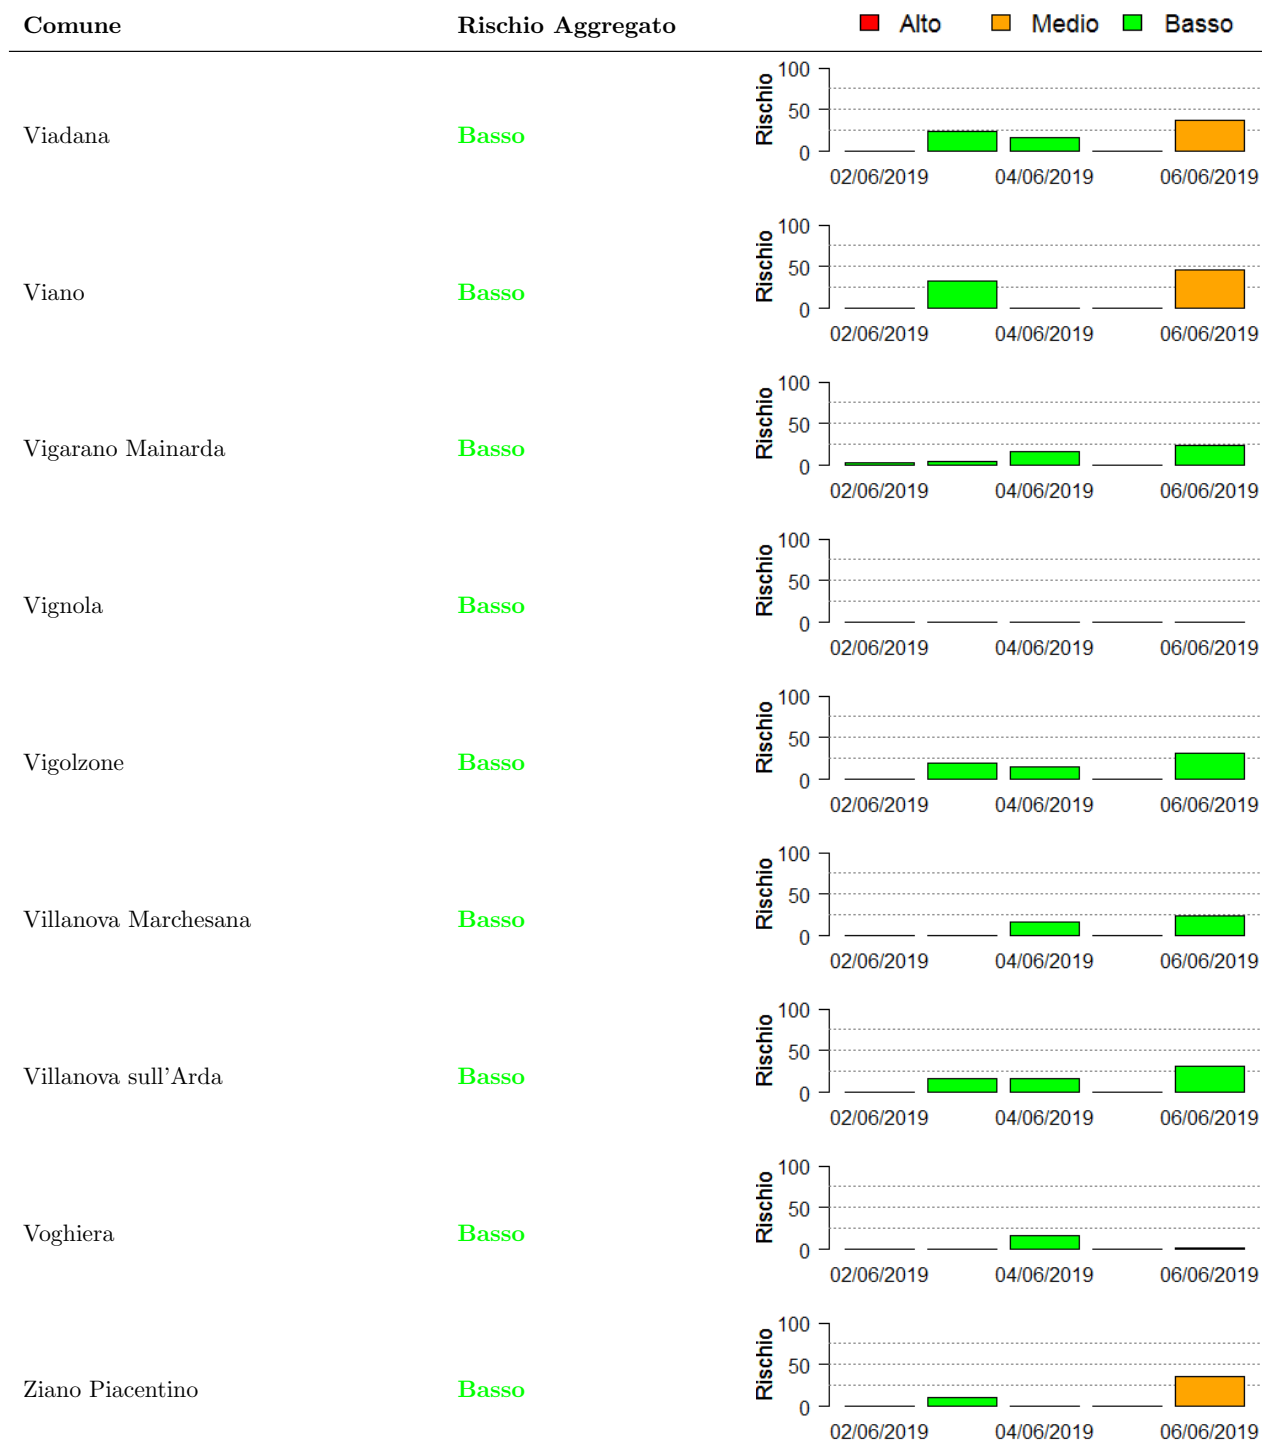 Comune Rischio Aggregato Alto Medio Basso
Viadana Basso Rischio
100
50
0
02/06/2019 04/06/2019 06/06/2019
Viano Basso Rischio
100
50
0
02/06/2019 04/06/2019 06/06/2019
Vigarano Mainarda Basso Rischio
100
50
0
02/06/2019 04/06/2019 06/06/2019
Vignola Basso Rischio
100
50
0
02/06/2019 04/06/2019 06/06/2019
Vigolzone Basso Rischio
100
50
0
02/06/2019 04/06/2019 06/06/2019
Villanova Marchesana Basso Rischio
100
50
0
02/06/2019 04/06/2019 06/06/2019
Villanova sull'Arda Basso Rischio
100
50
0
02/06/2019 04/06/2019 06/06/2019
Voghiera Basso Rischio
100
50
0
02/06/2019 04/06/2019 06/06/2019
Ziano Piacentino Basso Rischio
100
50
0
02/06/2019 04/06/2019 06/06/2019